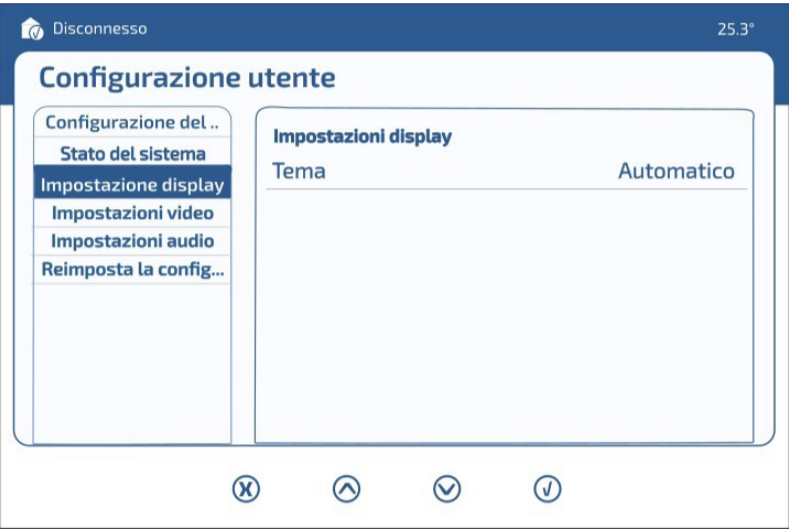 Disconnesso
25.3°
Configurazione utente
Configurazione del ..
Stato del sistema
Impostazione display
Impostazioni video
Impostazioni audio
Reimposta la config...
Impostazioni display
Tema
Automatico